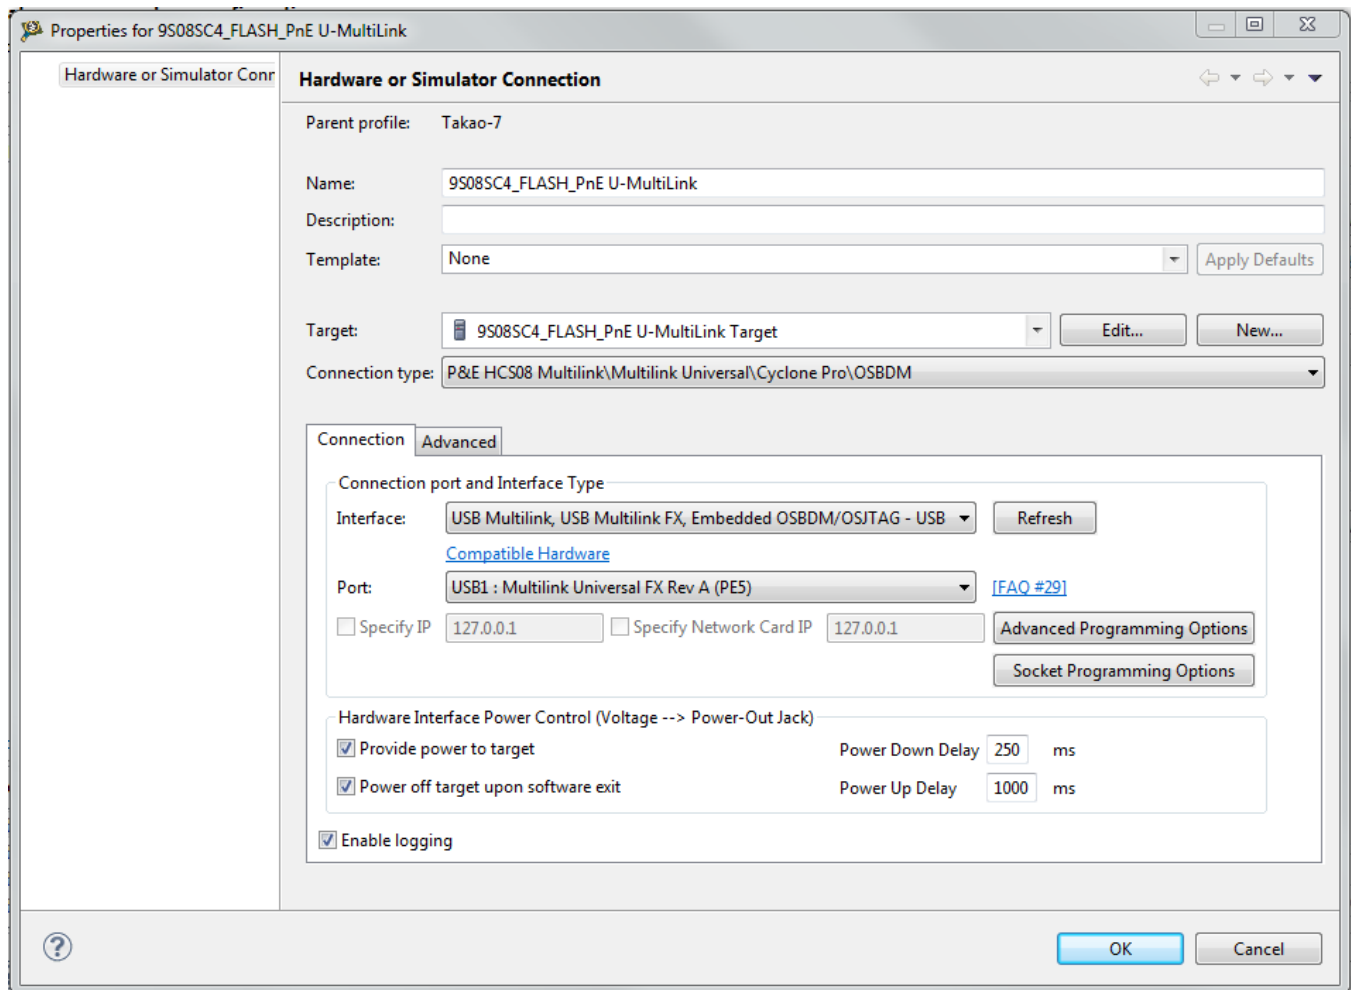 Properties for 9S08SC4_FLASH_PnE U-MultiLink
Hardware or Simulator Conn
Hardware or Simulator Connection
Parent profile: Takao-7
Name: 9S08SC4_FLASH_PnE U-MultiLink
Description:
Template: None Apply Defaults
Target: 9S08SC4_FLASH_PnE U-MultiLink Target Edit... New...
Connection type: P&E HCS08 Multilink\Multilink Universal\Cyclone Pro\OSBDM
Connection Advanced
Connection port and Interface Type
Interface: USB Multilink, USB Multilink FX, Embedded OSBDM/OSJTAG - USB Refresh
Compatible Hardware
Port: USB1 : Multilink Universal FX Rev A (PE5) [FAQ #29]
Specify IP 127.0.0.1 Specify Network Card IP 127.0.0.1 Advanced Programming Options
Socket Programming Options
Hardware Interface Power Control (Voltage --> Power-Out Jack)
Provide power to target Power Down Delay 250 ms
Power off target upon software exit Power Up Delay 1000 ms
Enable logging
? OK Cancel